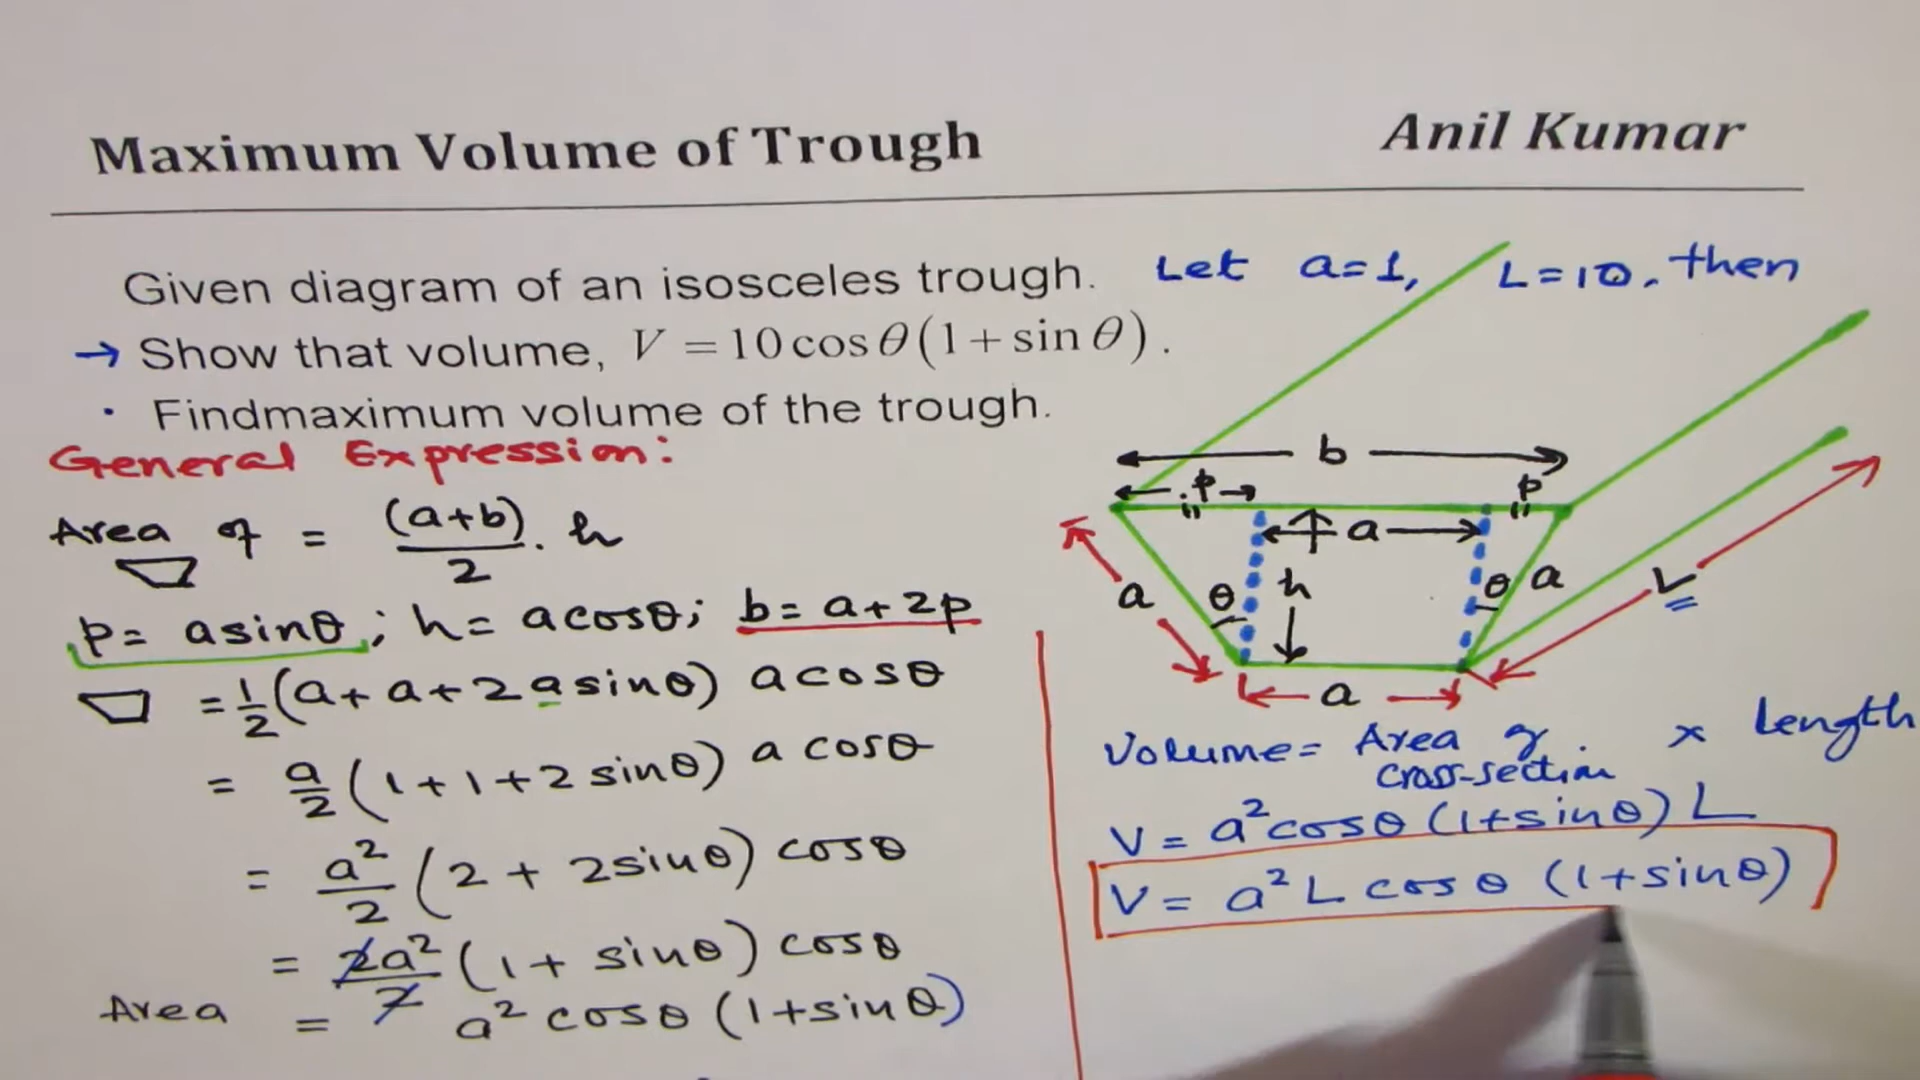 Maximum Volume of Trough
Anil Kumar
Given diagram of an isosceles trough.
Let a=1, L=10, then
→ Show that volume, V = 10 cos θ (1 + sin θ).
· Findmaximum volume of the trough.
General Expression:
Area of = (a+b)/2 . h
p = a sinθ; h = a cosθ; b = a+2p
= 1/2 (a + a + 2 a sinθ) a cosθ
= a/2 (1 + 1 + 2 sinθ) a cosθ
= a²/2 (2 + 2 sinθ) cosθ
= 2a²/2 (1 + sinθ) cosθ
Area = a² cosθ (1 + sinθ)
b
p
p
a
a
θ
h
θ
a
L
a
Volume = Area of cross-section × Length
V = a² cosθ (1+sinθ) L
V = a² L cosθ (1+sinθ)